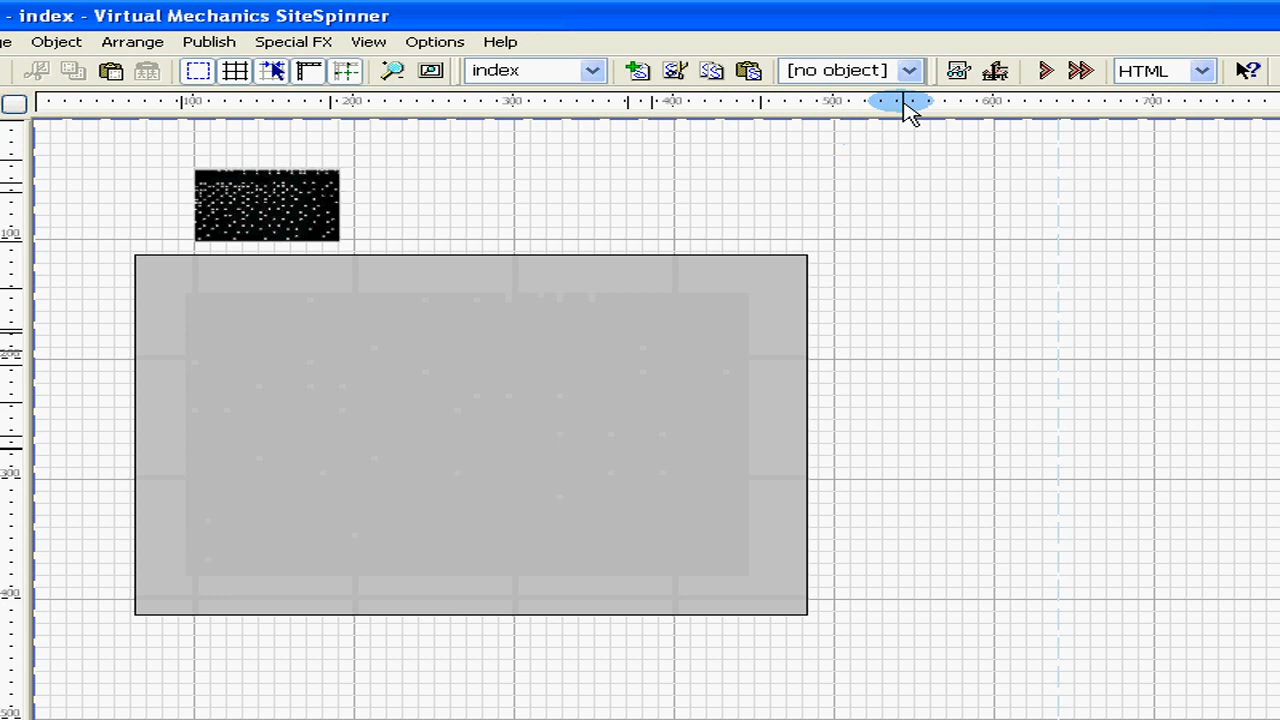 - index - Virtual Mechanics SiteSpinner
ge Object Arrange Publish Special FX View Options Help
index [no object] HTML
100 200 300 400 500 600 700
100
200
300
400
500